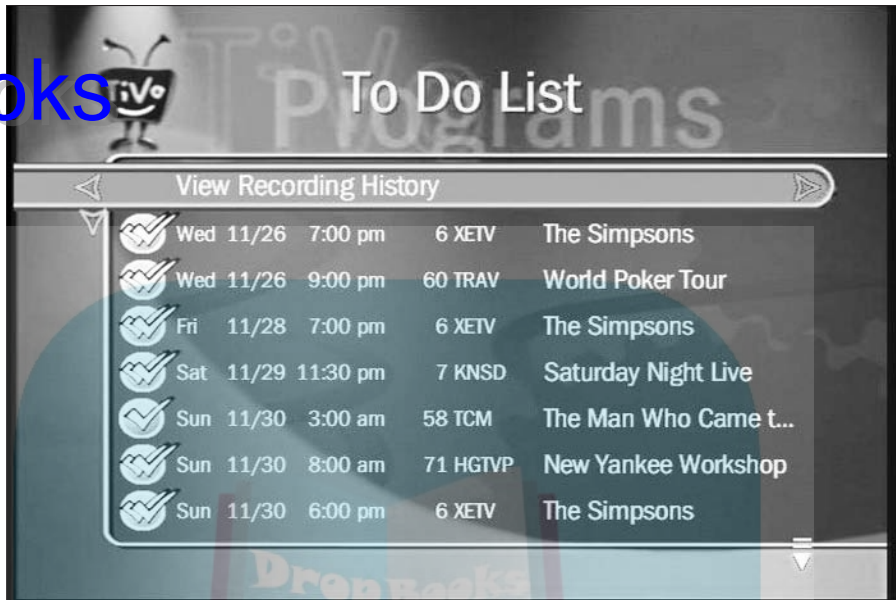 oks
TiVo
TiVo
Programs
To Do List
View Recording History
Wed 11/26 7:00 pm 6 XETV The Simpsons
Wed 11/26 9:00 pm 60 TRAV World Poker Tour
Fri 11/28 7:00 pm 6 XETV The Simpsons
Sat 11/29 11:30 pm 7 KNSD Saturday Night Live
Sun 11/30 3:00 am 58 TCM The Man Who Came t...
Sun 11/30 8:00 am 71 HGTVP New Yankee Workshop
Sun 11/30 6:00 pm 6 XETV The Simpsons
DropBooks